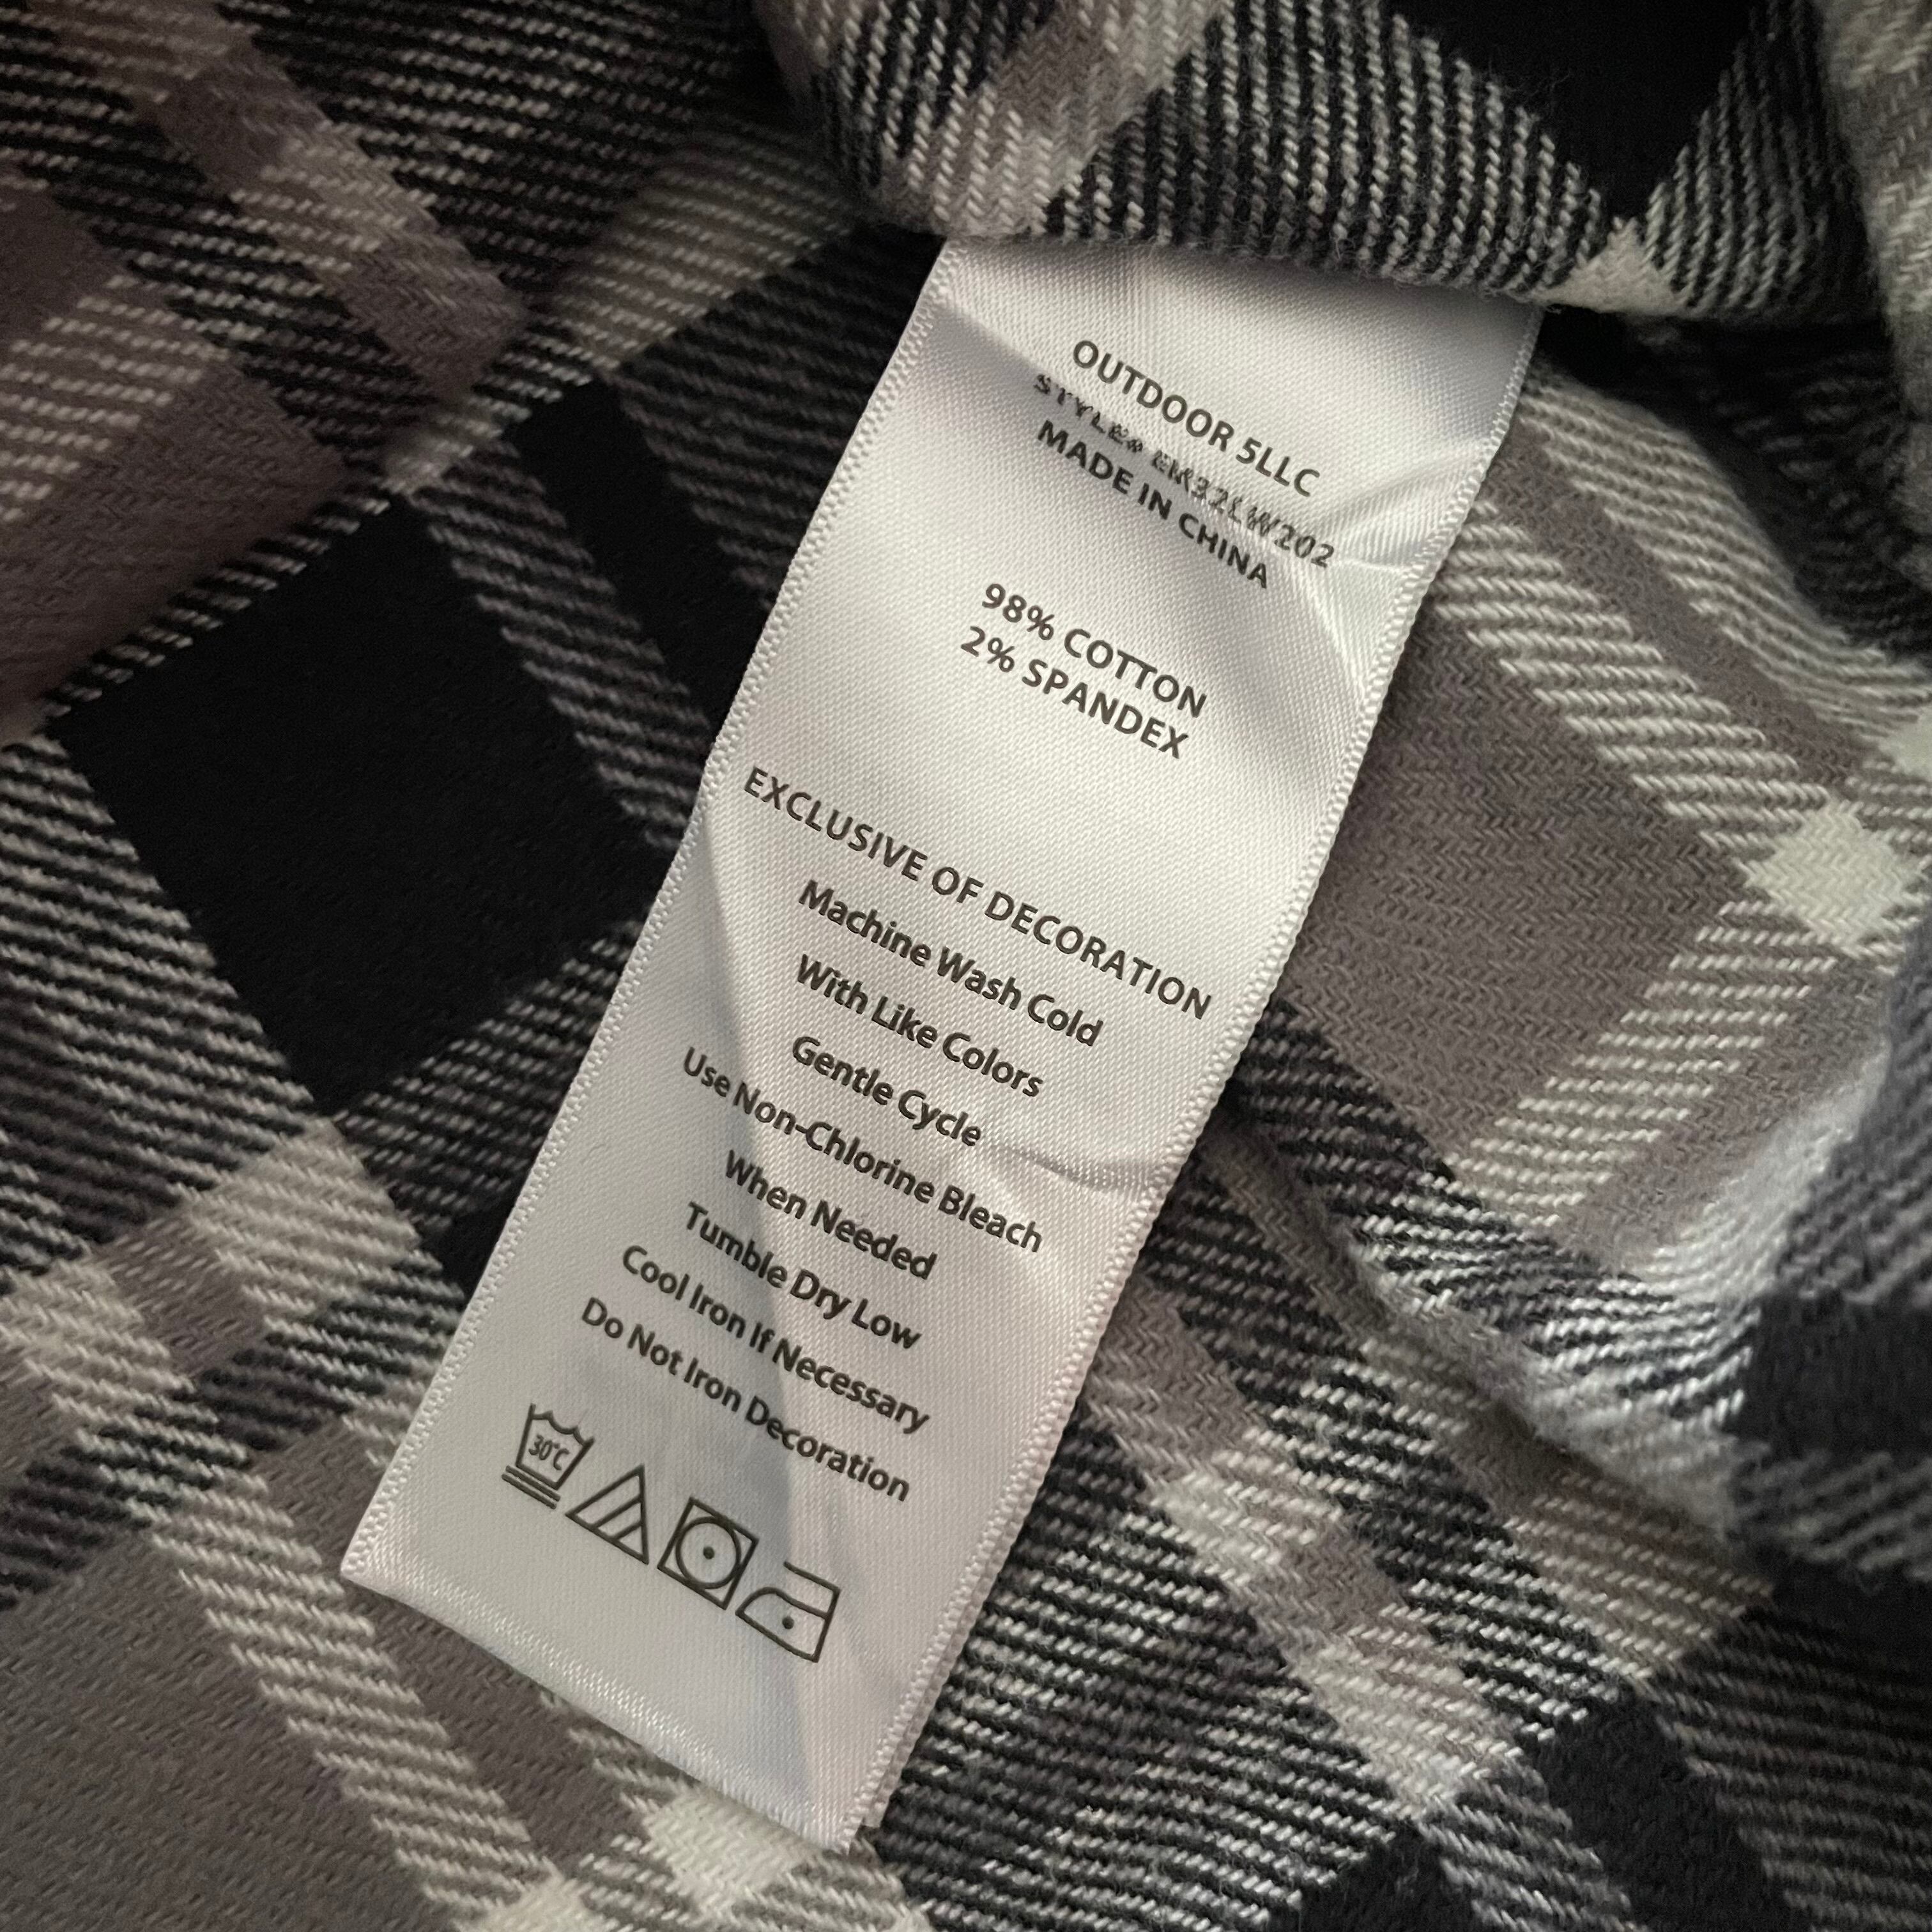 OUTDOOR 5LLC
STYLE# EM32LW202
MADE IN CHINA
98% COTTON
2% SPANDEX
EXCLUSIVE OF DECORATION
Machine Wash Cold
With Like Colors
Gentle Cycle
Use Non-Chlorine Bleach
When Needed
Tumble Dry Low
Cool Iron If Necessary
Do Not Iron Decoration
30°C